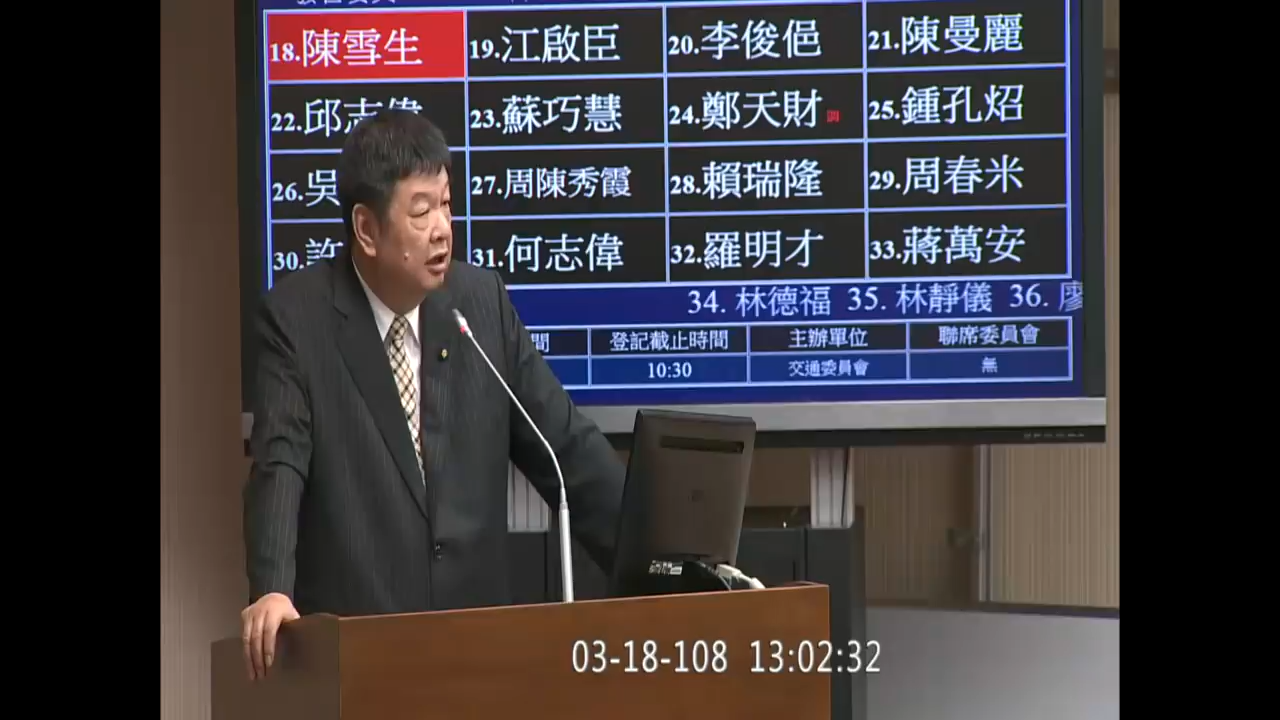 18.陳雪生 19.江啟臣 20.李俊俋 21.陳曼麗
22.邱志偉 23.蘇巧慧 24.鄭天財 25.鍾孔炤
26.吳 27.周陳秀霞 28.賴瑞隆 29.周春米
30.許 31.何志偉 32.羅明才 33.蔣萬安
34. 林德福 35. 林靜儀 36. 廖
間 登記截止時間 主辦單位 聯席委員會
10:30 交通委員會 無
03-18-108 13:02:32